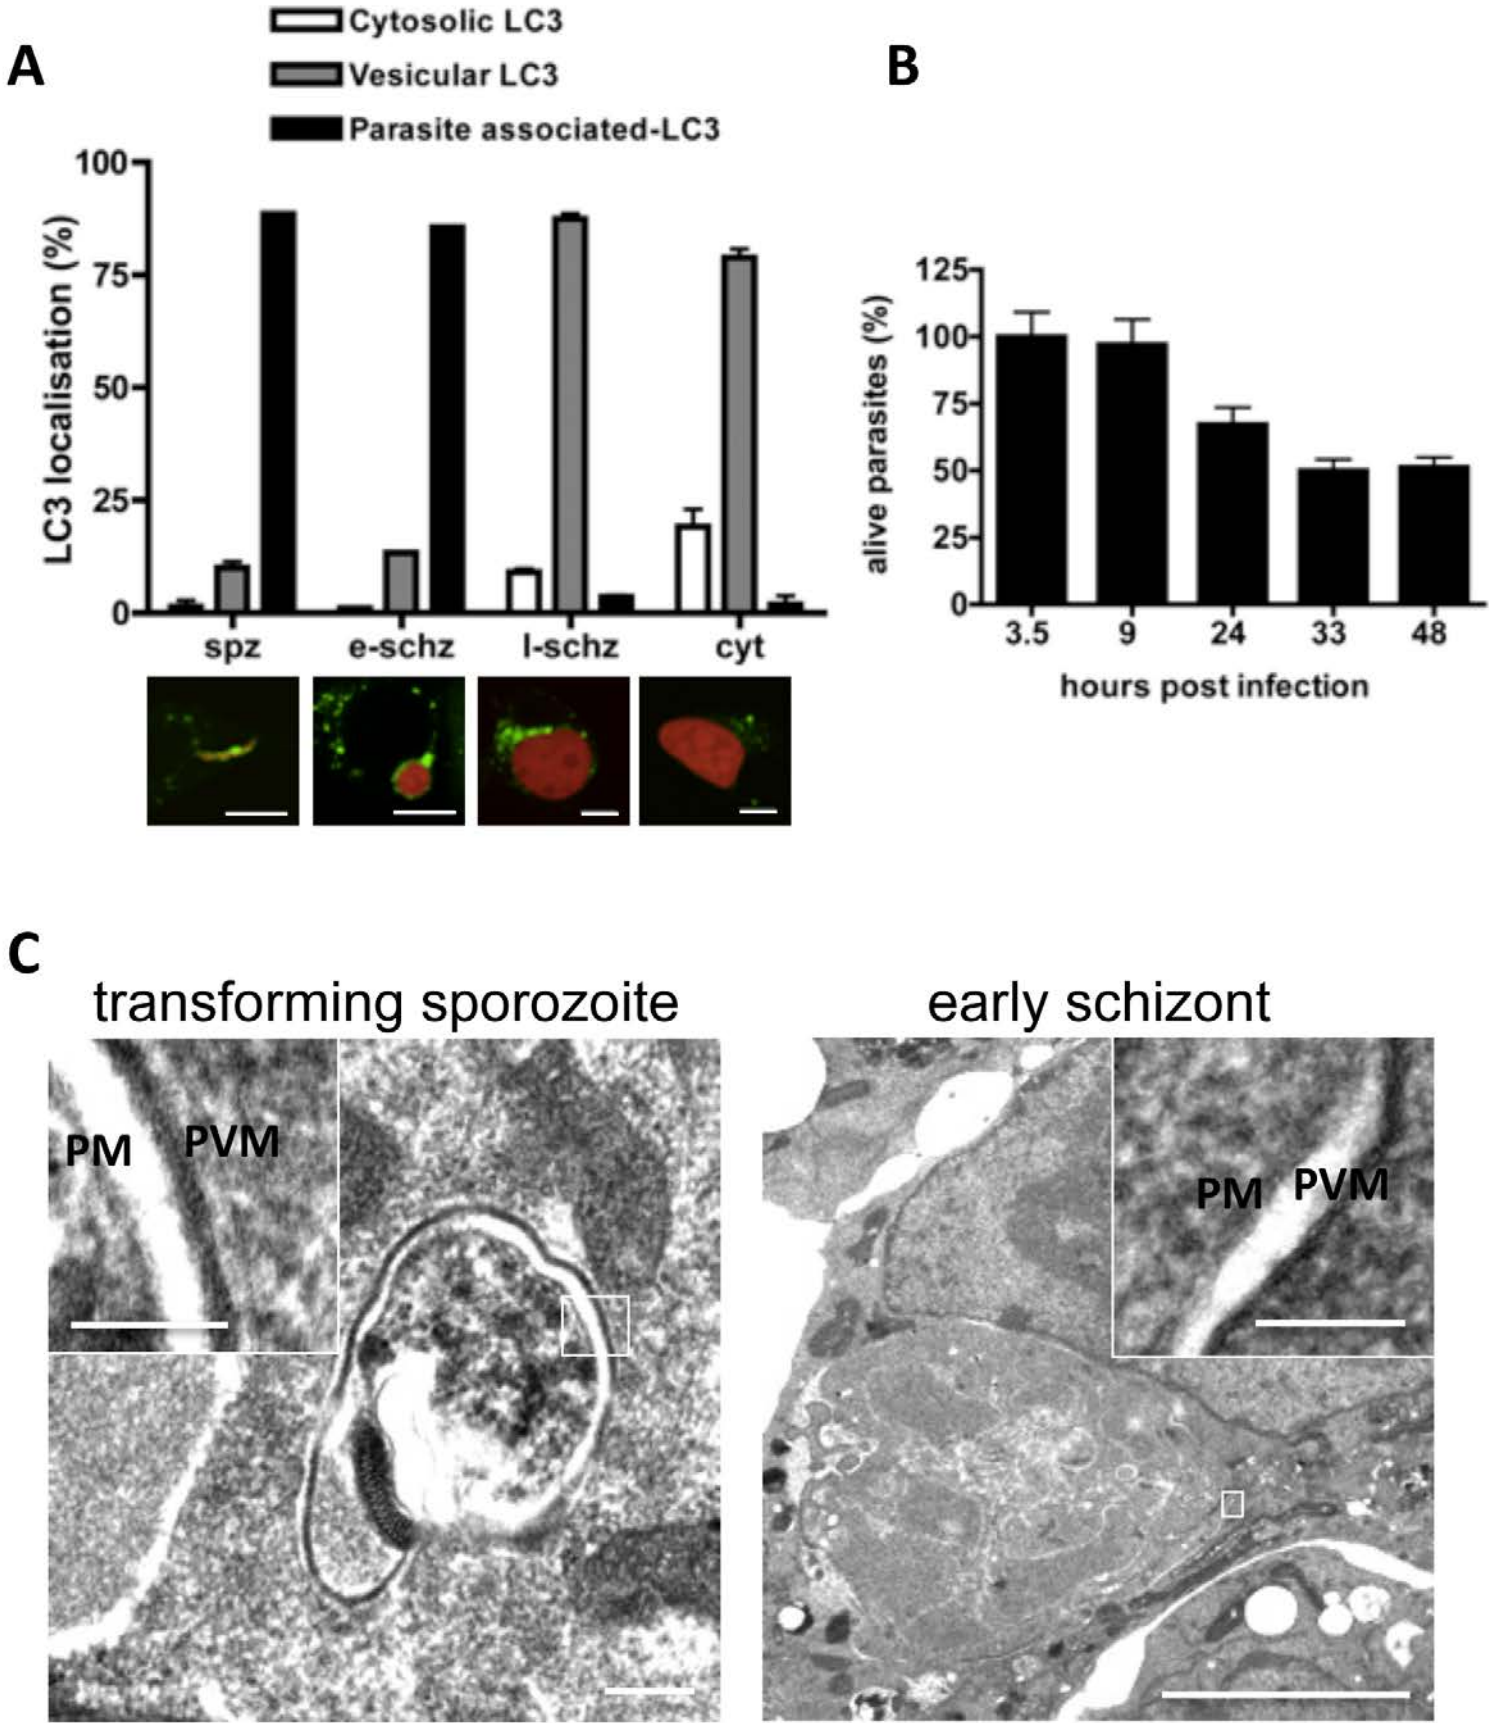 A
Cytosolic LC3
Vesicular LC3
Parasite associated-LC3
100
75
50
25
0
LC3 localisation (%)
spz
e-schz
l-schz
cyt
B
125
100
75
50
25
0
alive parasites (%)
3.5
9
24
33
48
hours post infection
C
transforming sporozoite
early schizont
PM
PVM
PM
PVM